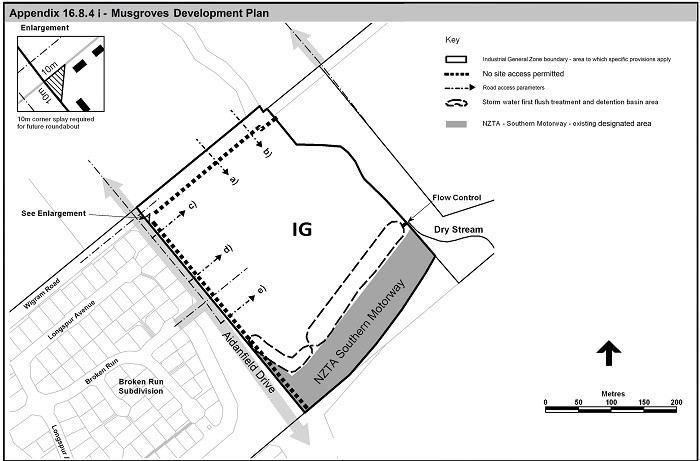 Appendix 16.8.4 i - Musgroves Development Plan
Enlargement
10m
10m
10m corner splay required
for future roundabout
Key
Industrial General Zone boundary - area to which specific provisions apply
No site access permitted
Road access parameters
Storm water first flush treatment and detention basin area
NZTA - Southern Motorway - existing designated area
b)
a)
c)
See Enlargement
Flow Control
IG
Dry Stream
d)
e)
Wigram Road
Longspur Avenue
NZTA Southern Motorway
Aidanfield Drive
Broken Run
Broken Run
Subdivision
Metres
0 50 100 150 200